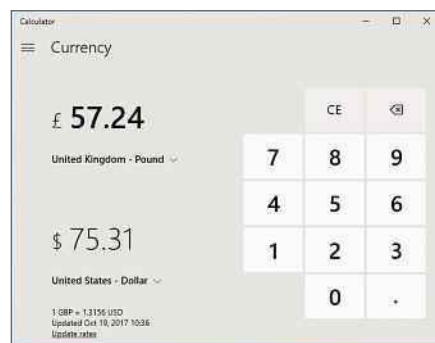 Calculator
Currency
£ 57.24
United Kingdom - Pound
$ 75.31
United States - Dollar
1 GBP = 1.3156 USD
Updated Oct 19, 2017 10:36
Update rates
CE
7 8 9
4 5 6
1 2 3
0 .